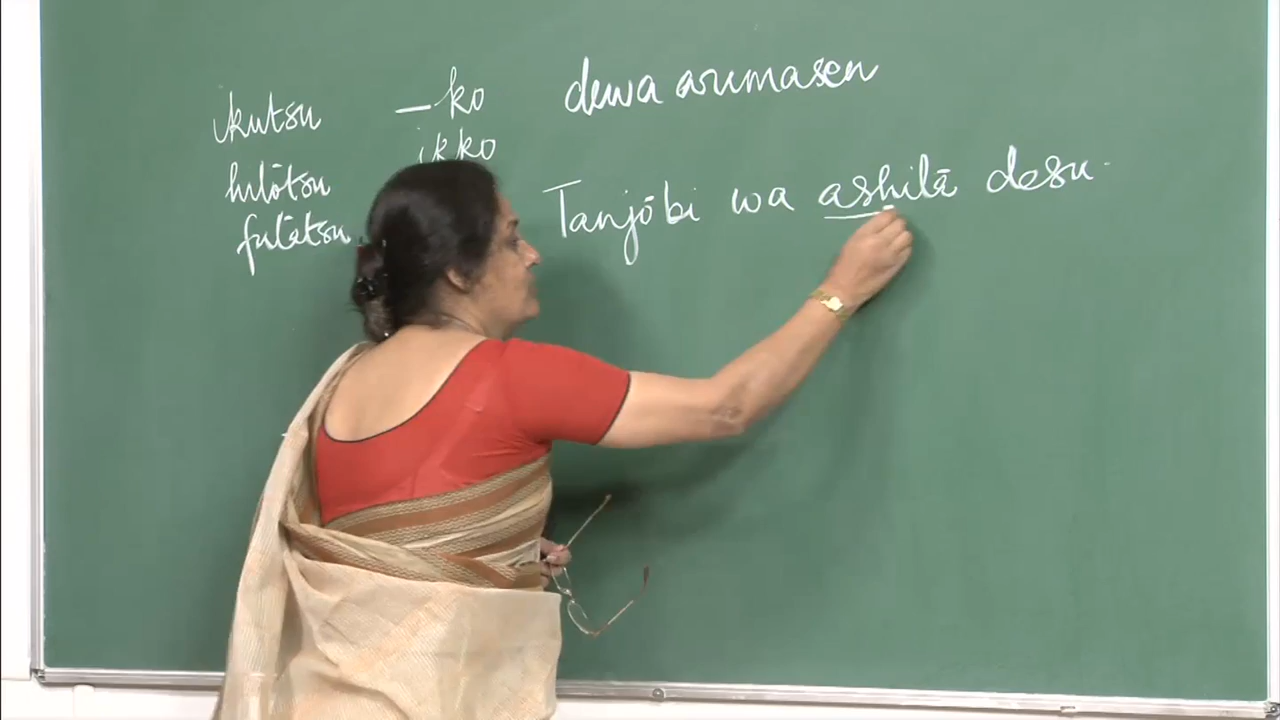 ikutsu — ko dewa arimasen
ikko
hitotsu Tanjōbi wa ashita desu.
futatsu